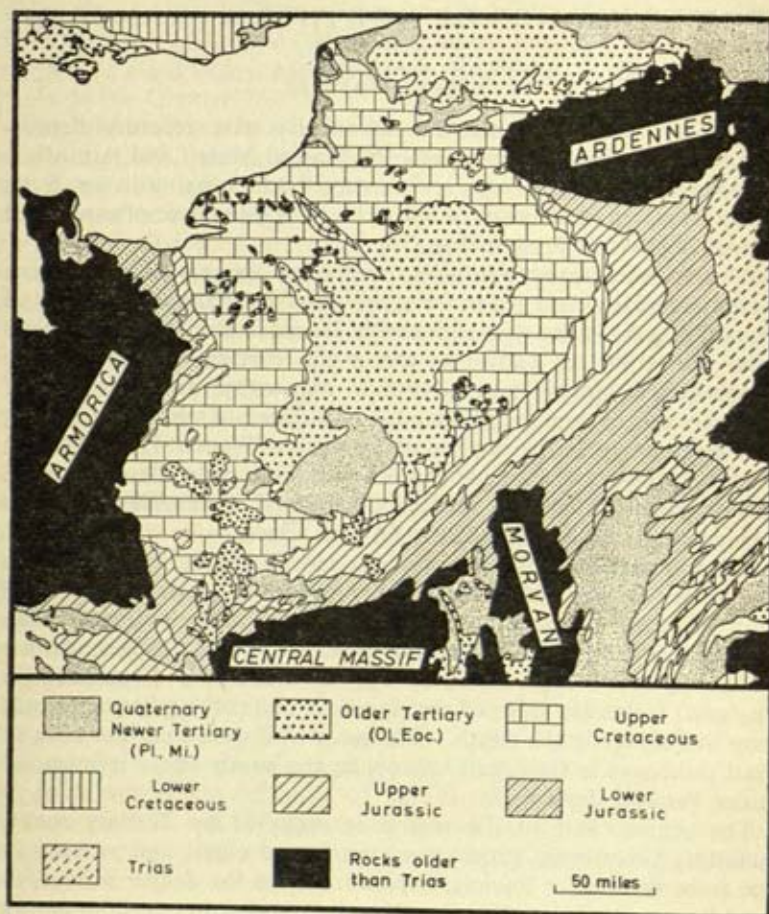 ARDENNES
ARMORICA
MORVAN
CENTRAL MASSIF
Quaternary
Newer Tertiary
(Pl, Mi.)
Older Tertiary
(Ol.Eoc.)
Upper
Cretaceous
Lower
Cretaceous
Upper
Jurassic
Lower
Jurassic
Trias
Rocks older
than Trias
50 miles